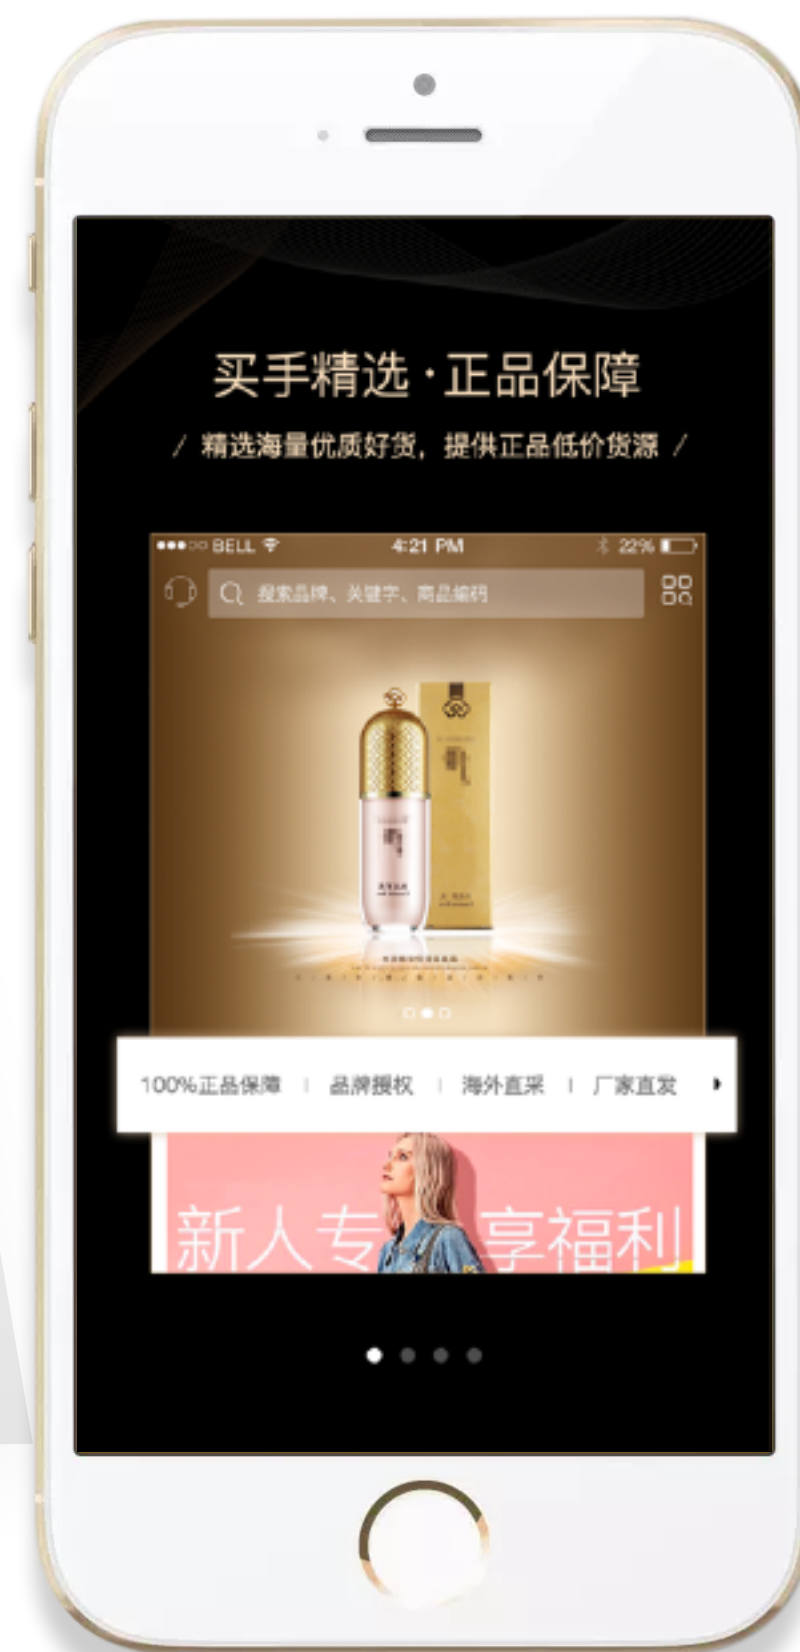 买手精选·正品保障
/ 精选海量优质好货，提供正品低价货源 /
BELL 4:21 PM 22%
搜索品牌、关键字、商品编码
100%正品保障 | 品牌授权 | 海外直采 | 厂家直发
新人专享福利